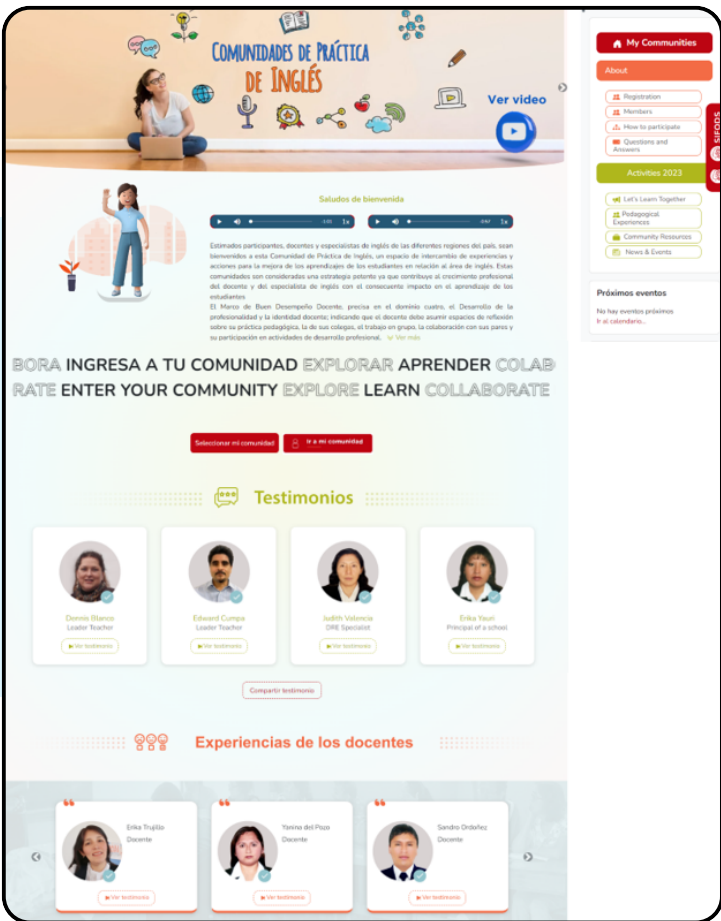 COMUNIDADES DE PRÁCTICA
DE INGLÉS
Ver video
Saludos de bienvenida
-1:01 1x
1x
Estimados participantes, docentes y especialistas de inglés de las diferentes regiones del país, sean
bienvenidos a esta Comunidad de Práctica de Inglés, un espacio de intercambio de experiencias y
acciones para la mejora de los aprendizajes de los estudiantes en relación al área de inglés. Estas
comunidades son consideradas una estrategia potente ya que contribuye al crecimiento profesional
del docente y del especialista de inglés con el consecuente impacto en el aprendizaje de los
estudiantes
El Marco de Buen Desempeño Docente, precisa en el dominio cuatro, el Desarrollo de la
profesionalidad y la identidad docente; indicando que el docente debe asumir espacios de reflexión
sobre su práctica pedagógica, la de sus colegas, el trabajo en grupo, la colaboración con sus pares y
su participación en actividades de desarrollo profesional. Ver más
BORA INGRESA A TU COMUNIDAD EXPLORAR APRENDER COLAB
RATE ENTER YOUR COMMUNITY EXPLORE LEARN COLLABORATE
Seleccionar mi comunidad
Ir a mi comunidad
Testimonios
Dennis Blanco
Leader Teacher
Ver testimonio
Edward Cumpa
Leader Teacher
Ver testimonio
Judith Valencia
DRE Specialist
Ver testimonio
Erika Yauri
Principal of a school
Ver testimonio
Compartir testimonio
Experiencias de los docentes
Erika Trujillo
Docente
Ver testimonio
Yanina del Pozo
Docente
Ver testimonio
Sandro Ordoñez
Docente
Ver testimonio
My Communities
About
Registration
Members
How to participate
Questions and
Answers
Activities 2023
Let's Learn Together
Pedagogical
Experiences
Community Resources
News & Events
SIFODS
Próximos eventos
No hay eventos próximos
Ir al calendario...